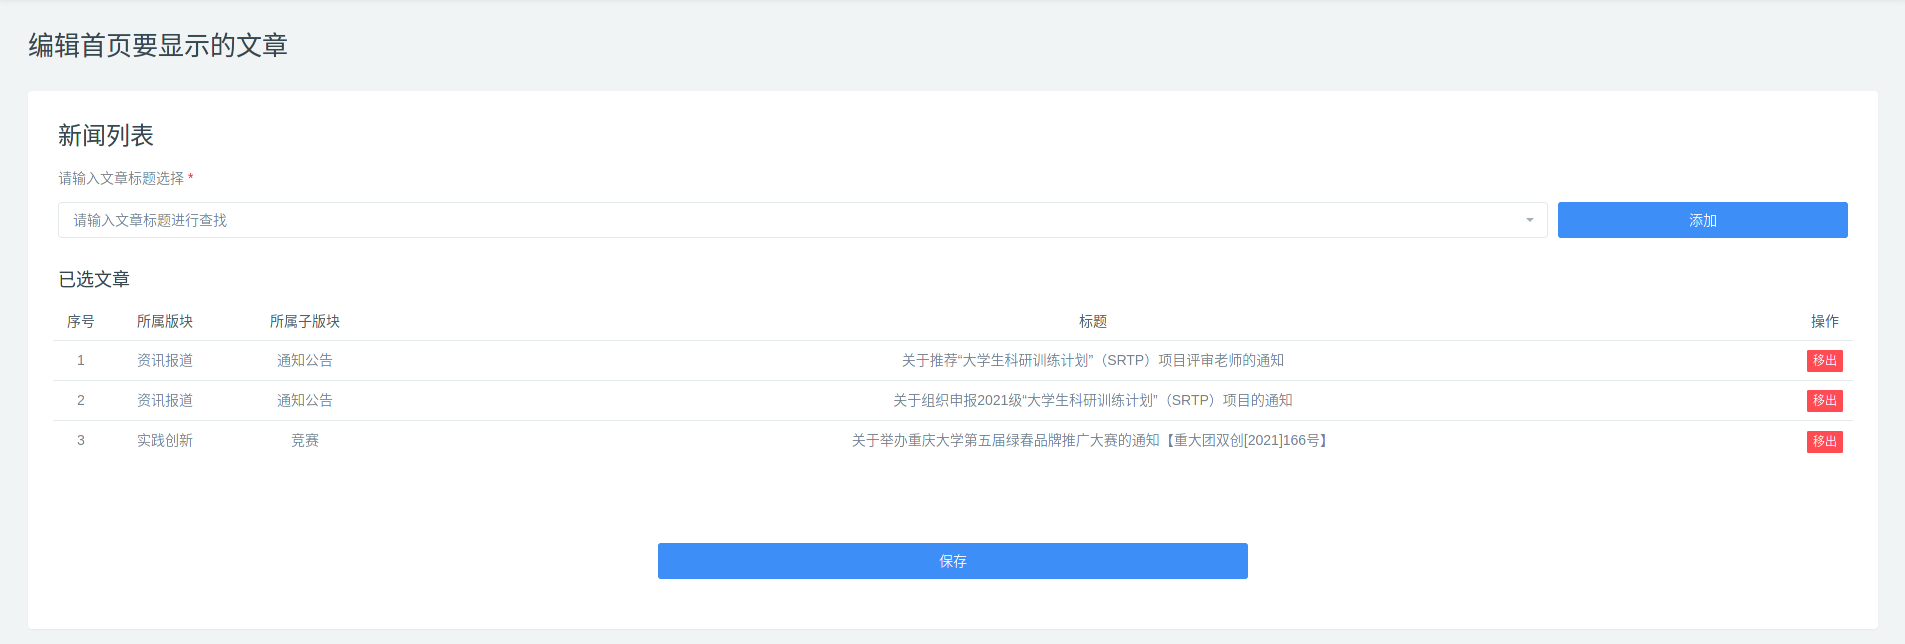 编辑首页要显示的文章
新闻列表
请输入文章标题选择 *
请输入文章标题进行查找
添加
已选文章
序号 所属版块 所属子版块 标题 操作
1 资讯报道 通知公告 关于推荐“大学生科研训练计划”（SRTP）项目评审老师的通知 移出
2 资讯报道 通知公告 关于组织申报2021级“大学生科研训练计划”（SRTP）项目的通知 移出
3 实践创新 竞赛 关于举办重庆大学第五届绿春品牌推广大赛的通知【重大团双创[2021]166号】 移出
保存